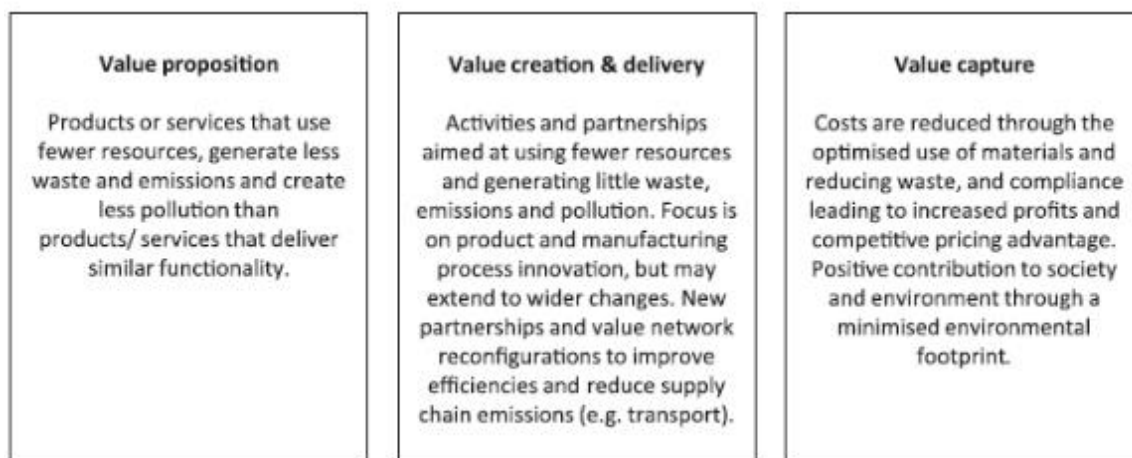 Value proposition
Products or services that use
fewer resources, generate less
waste and emissions and create
less pollution than
products/ services that deliver
similar functionality.
Value creation & delivery
Activities and partnerships
aimed at using fewer resources
and generating little waste,
emissions and pollution. Focus is
on product and manufacturing
process innovation, but may
extend to wider changes. New
partnerships and value network
reconfigurations to improve
efficiencies and reduce supply
chain emissions (e.g. transport).
Value capture
Costs are reduced through the
optimised use of materials and
reducing waste, and compliance
leading to increased profits and
competitive pricing advantage.
Positive contribution to society
and environment through a
minimised environmental
footprint.